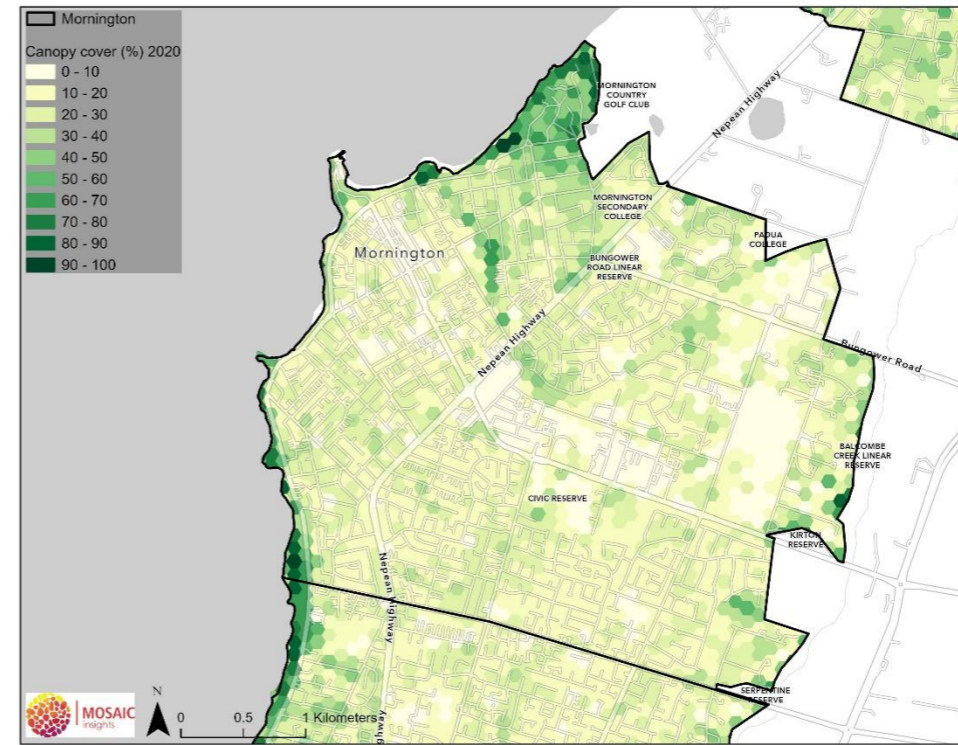 Mornington
Canopy cover (%) 2020
0 - 10
10 - 20
20 - 30
30 - 40
40 - 50
50 - 60
60 - 70
70 - 80
80 - 90
90 - 100
MORNINGTON
COUNTRY
GOLF CLUB
Nepean Highway
MORNINGTON
SECONDARY
COLLEGE
PADUA
COLLEGE
Mornington
BUNGOWER
ROAD LINEAR
RESERVE
Nepean Highway
Bungower Road
BALCOMBE
CREEK LINEAR
RESERVE
CIVIC RESERVE
KIRTON
RESERVE
Nepean Highway
SERPENTINE
RESERVE
MOSAIC
insights
N
0 0.5 1 Kilometers
ghway